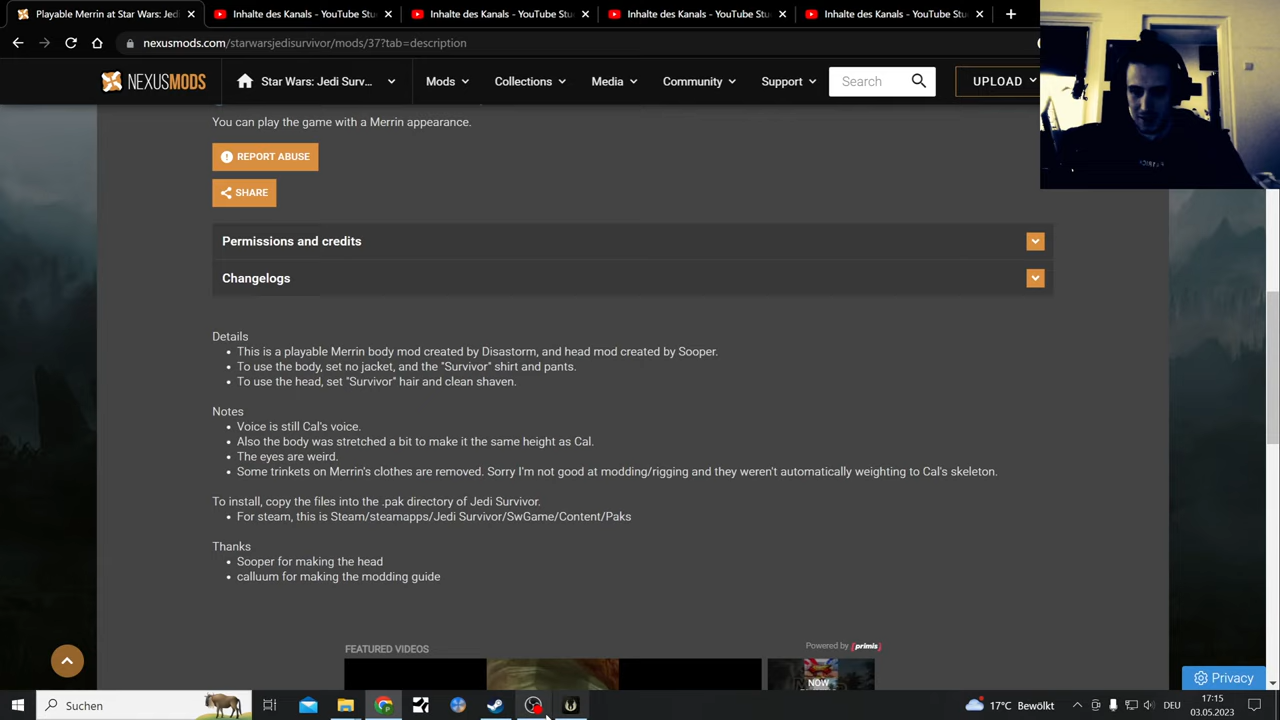 Playable Merrin at Star Wars: Jedi
Inhalte des Kanals - YouTube Stu
Inhalte des Kanals - YouTube Stu
Inhalte des Kanals - YouTube Stu
Inhalte des Kanals - YouTube Stu
nexusmods.com/starwarsjedisurvivor/mods/37?tab=description
NEXUSMODS
Star Wars: Jedi Surv...
Mods
Collections
Media
Community
Support
Search
UPLOAD
You can play the game with a Merrin appearance.
REPORT ABUSE
SHARE
Permissions and credits
Changelogs
Details
• This is a playable Merrin body mod created by Disastorm, and head mod created by Sooper.
• To use the body, set no jacket, and the "Survivor" shirt and pants.
• To use the head, set "Survivor" hair and clean shaven.
Notes
• Voice is still Cal's voice.
• Also the body was stretched a bit to make it the same height as Cal.
• The eyes are weird.
• Some trinkets on Merrin's clothes are removed. Sorry I'm not good at modding/rigging and they weren't automatically weighting to Cal's skeleton.
To install, copy the files into the .pak directory of Jedi Survivor.
• For steam, this is Steam/steamapps/Jedi Survivor/SwGame/Content/Paks
Thanks
• Sooper for making the head
• calluum for making the modding guide
FEATURED VIDEOS
Powered by [primis]
NOW
Privacy
Suchen
17°C Bewölkt
DEU
17:15
03.05.2023